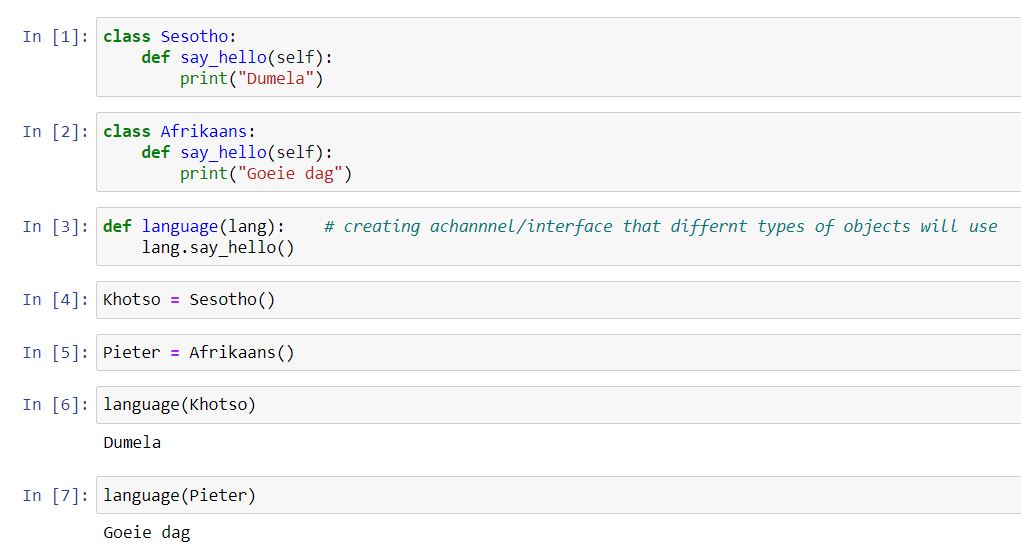 In [1]: class Sesotho:
def say_hello(self):
print("Dumela")
In [2]: class Afrikaans:
def say_hello(self):
print("Goeie dag")
In [3]: def language(lang):    # creating achannnel/interface that differnt types of objects will use
lang.say_hello()
In [4]: Khotso = Sesotho()
In [5]: Pieter = Afrikaans()
In [6]: language(Khotso)
Dumela
In [7]: language(Pieter)
Goeie dag